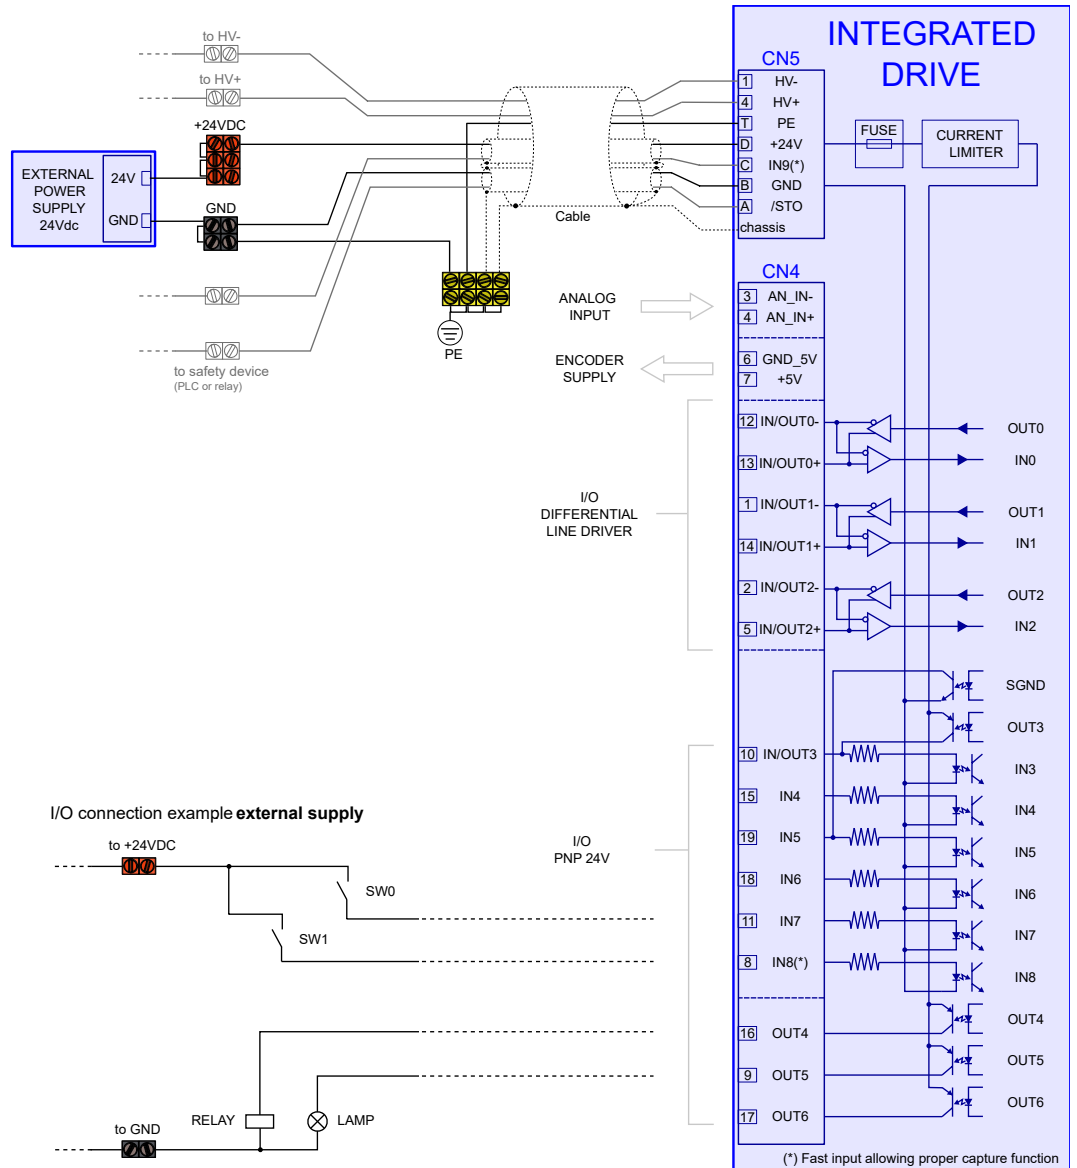 to HV-
to HV+
+24VDC
EXTERNAL
POWER
SUPPLY
24Vdc
24V
GND
GND
Cable
PE
to safety device
(PLC or relay)
INTEGRATED
DRIVE
CN5
1 HV-
4 HV+
T PE
D +24V
C IN9(*)
B GND
A /STO
chassis
FUSE
CURRENT
LIMITER
CN4
3 AN_IN-
4 AN_IN+
6 GND_5V
7 +5V
12 IN/OUT0-
13 IN/OUT0+
1 IN/OUT1-
14 IN/OUT1+
2 IN/OUT2-
5 IN/OUT2+
10 IN/OUT3
15 IN4
19 IN5
18 IN6
11 IN7
8 IN8(*)
16 OUT4
9 OUT5
17 OUT6
ANALOG
INPUT
ENCODER
SUPPLY
I/O
DIFFERENTIAL
LINE DRIVER
I/O
PNP 24V
OUT0
IN0
OUT1
IN1
OUT2
IN2
SGND
OUT3
IN3
IN4
IN5
IN6
IN7
IN8
OUT4
OUT5
OUT6
I/O connection example external supply
to +24VDC
SW0
SW1
RELAY
LAMP
to GND
(*) Fast input allowing proper capture function